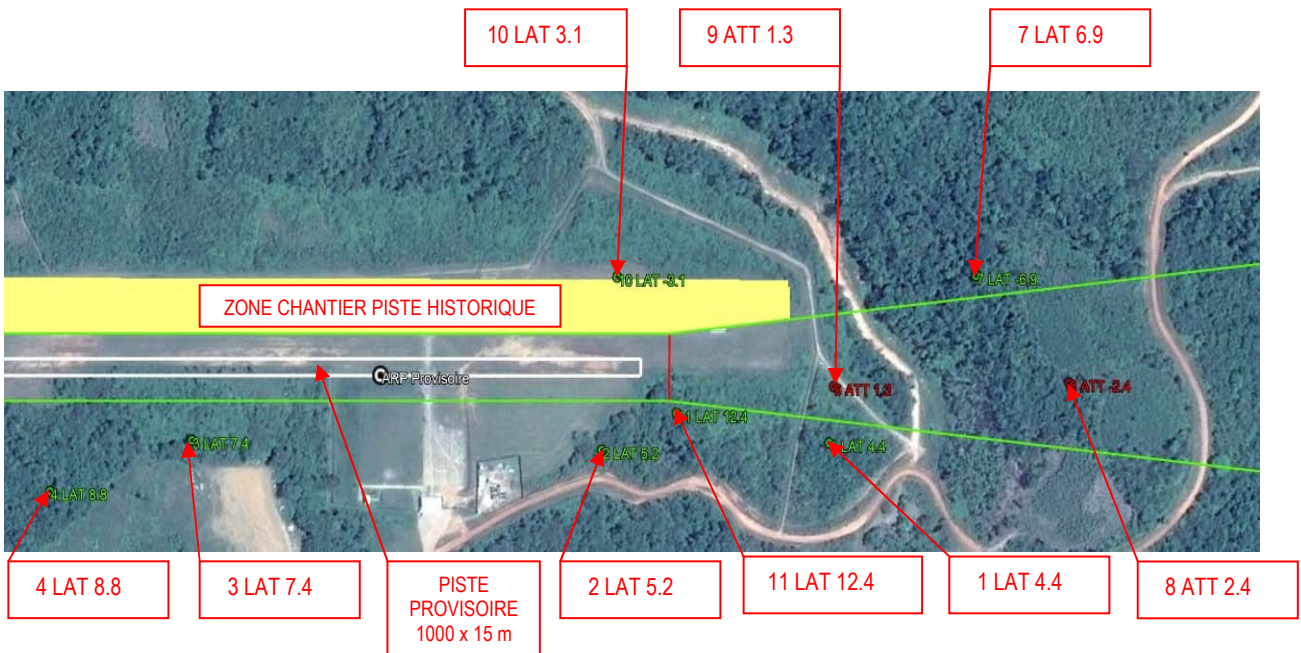 10 LAT 3.1
9 ATT 1.3
7 LAT 6.9
10 LAT -3.1
7 LAT -6.9
ZONE CHANTIER PISTE HISTORIQUE
ARP Provisoire
9 ATT 1.3
8 ATT -2.4
11 LAT 12.4
3 LAT 7.4
2 LAT 5.2
1 LAT 4.4
4 LAT 8.8
4 LAT 8.8
3 LAT 7.4
PISTE
PROVISOIRE
1000 x 15 m
2 LAT 5.2
11 LAT 12.4
1 LAT 4.4
8 ATT 2.4